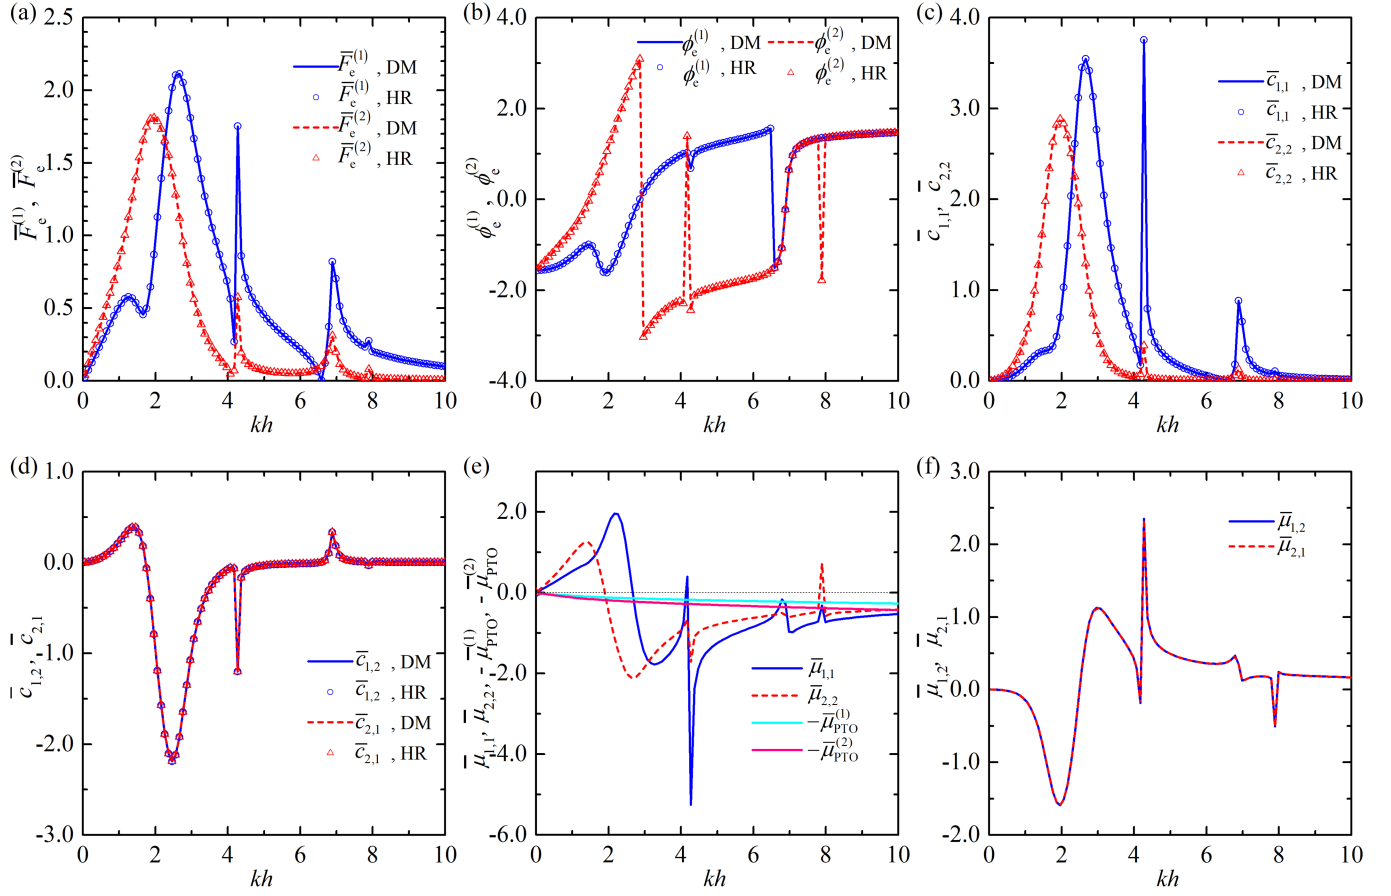 (a)
2.5
2.0
1.5
1.0
0.5
0.0
F̅e(1), F̅e(2)
F̅e(1) , DM
F̅e(1) , HR
F̅e(2) , DM
F̅e(2) , HR
0 2 4 6 8 10
kh
(b)
4.0
2.0
0.0
-2.0
-4.0
ϕe(1) , ϕe(2)
ϕe(1) , DM ϕe(2) , DM
ϕe(1) , HR ϕe(2) , HR
0 2 4 6 8 10
kh
(c)
4.0
3.0
2.0
1.0
0.0
c̅1,1, c̅2,2
c̅1,1 , DM
c̅1,1 , HR
c̅2,2 , DM
c̅2,2 , HR
0 2 4 6 8 10
kh
(d)
1.0
0.0
-1.0
-2.0
-3.0
c̅1,2, c̅2,1
c̅1,2 , DM
c̅1,2 , HR
c̅2,1 , DM
c̅2,1 , HR
0 2 4 6 8 10
kh
(e)
2.0
0.0
-2.0
-4.0
-6.0
μ̅1,1, μ̅2,2, -μ̅PTO(1), -μ̅PTO(2)
μ̅1,1
μ̅2,2
−μ̅PTO(1)
−μ̅PTO(2)
0 2 4 6 8 10
kh
(f)
3.0
2.0
1.0
0.0
-1.0
-2.0
μ̅1,2, μ̅2,1
μ̅1,2
μ̅2,1
0 2 4 6 8 10
kh